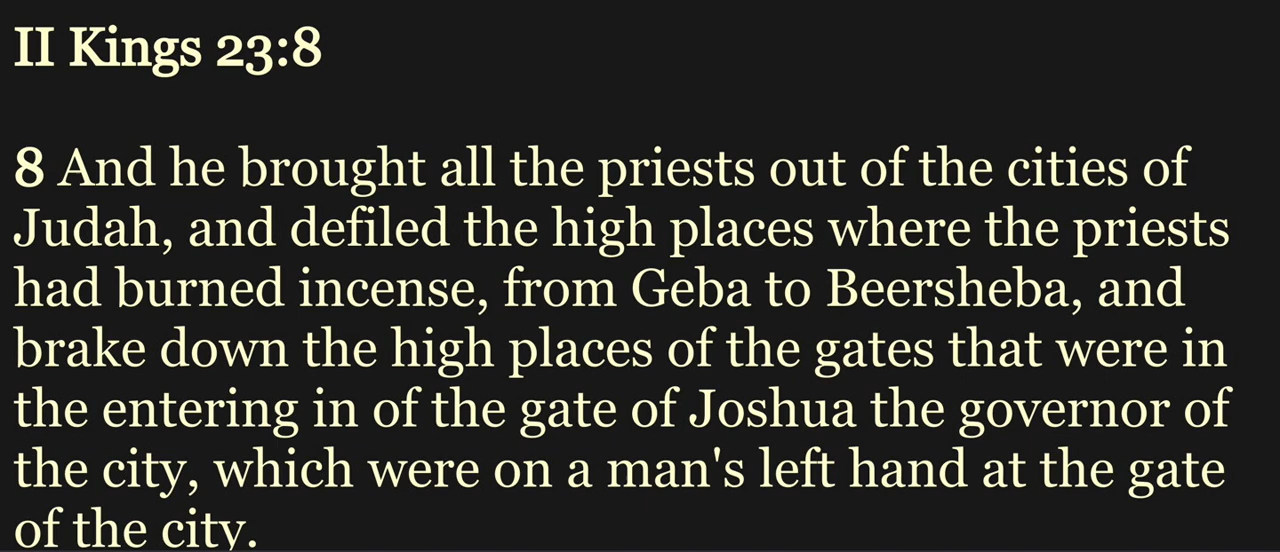 II Kings 23:8
8 And he brought all the priests out of the cities of
Judah, and defiled the high places where the priests
had burned incense, from Geba to Beersheba, and
brake down the high places of the gates that were in
the entering in of the gate of Joshua the governor of
the city, which were on a man's left hand at the gate
of the city.